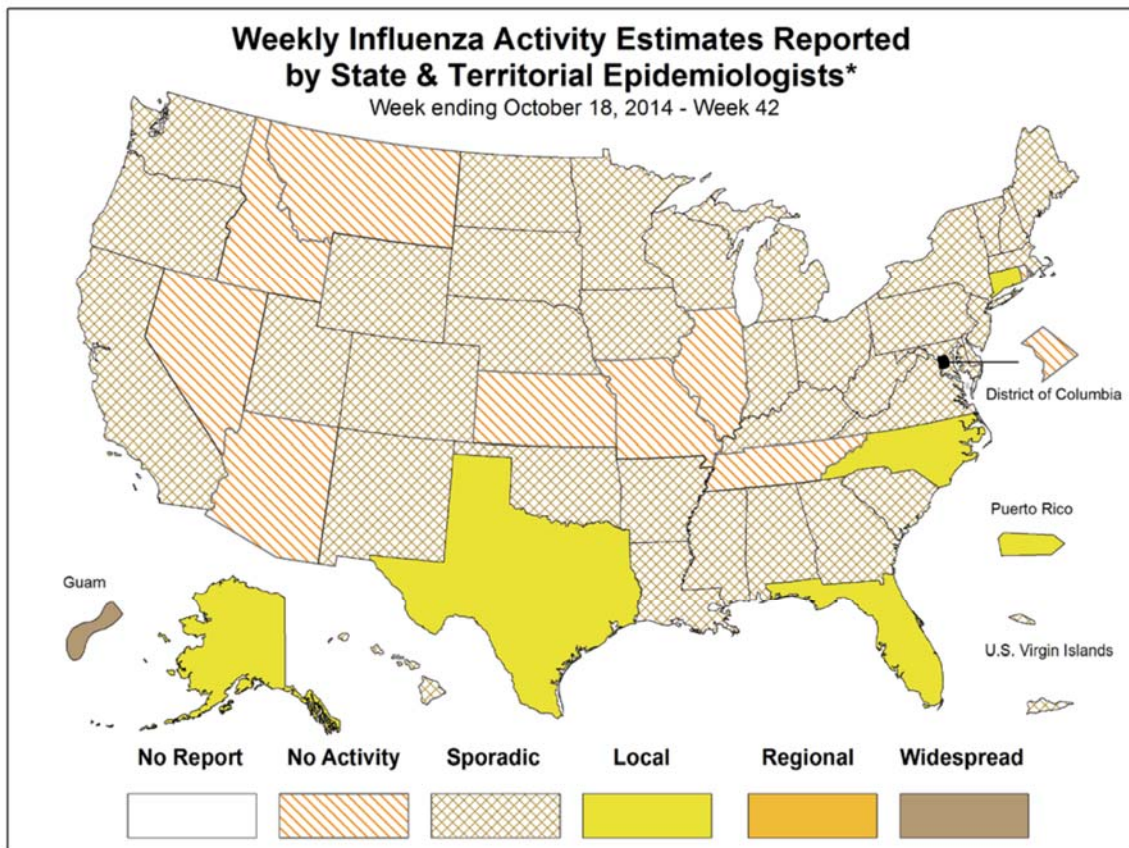 Weekly Influenza Activity Estimates Reported
by State & Territorial Epidemiologists*
Week ending October 18, 2014 - Week 42
District of Columbia
Puerto Rico
Guam
U.S. Virgin Islands
No Report No Activity Sporadic Local Regional Widespread